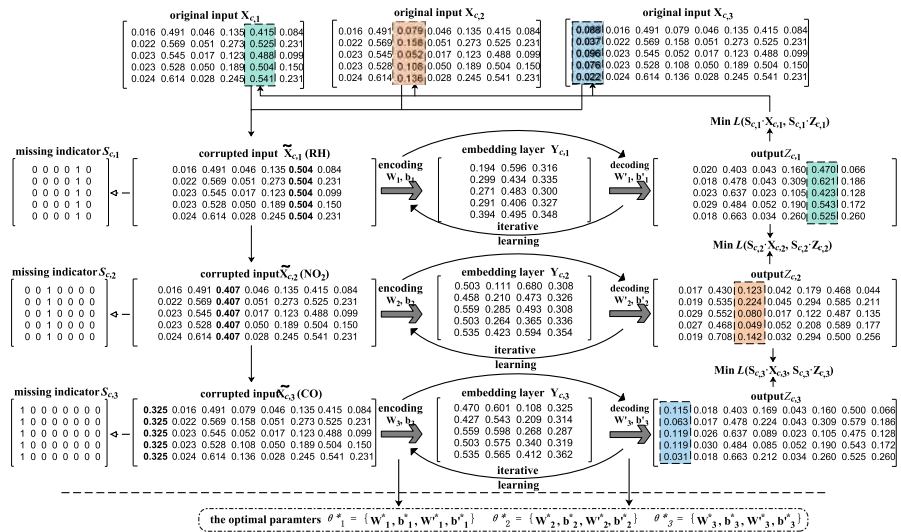 original input X_c,1
original input X_c,2
original input X_c,3
0.016 0.491 0.046 0.135 0.415 0.084
0.022 0.569 0.051 0.273 0.525 0.231
0.023 0.545 0.017 0.123 0.488 0.099
0.023 0.528 0.050 0.189 0.504 0.150
0.024 0.614 0.028 0.245 0.541 0.231
0.016 0.491 0.079 0.046 0.135 0.415 0.084
0.022 0.569 0.158 0.051 0.273 0.525 0.231
0.023 0.545 0.052 0.017 0.123 0.488 0.099
0.023 0.528 0.108 0.050 0.189 0.504 0.150
0.024 0.614 0.136 0.028 0.245 0.541 0.231
0.088 0.016 0.491 0.079 0.046 0.135 0.415 0.084
0.037 0.022 0.569 0.158 0.051 0.273 0.525 0.231
0.096 0.023 0.545 0.052 0.017 0.123 0.488 0.099
0.076 0.023 0.528 0.108 0.050 0.189 0.504 0.150
0.022 0.024 0.614 0.136 0.028 0.245 0.541 0.231
Min L(S_c,1·X_c,1, S_c,1·Z_c,1)
missing indicator S_c,1
0 0 0 0 1 0
0 0 0 0 1 0
0 0 0 0 1 0
0 0 0 0 1 0
0 0 0 0 1 0
corrupted input X̃_c,1 (RH)
0.016 0.491 0.046 0.135 0.504 0.084
0.022 0.569 0.051 0.273 0.504 0.231
0.023 0.545 0.017 0.123 0.504 0.099
0.023 0.528 0.050 0.189 0.504 0.150
0.024 0.614 0.028 0.245 0.504 0.231
encoding
W_1, b_1
embedding layer Y_c,1
0.194 0.596 0.316
0.299 0.434 0.335
0.271 0.483 0.300
0.291 0.406 0.327
0.394 0.495 0.348
decoding
W'_1, b'_1
iterative
learning
output Z_c,1
0.020 0.403 0.043 0.160 0.470 0.066
0.018 0.478 0.043 0.309 0.621 0.186
0.023 0.637 0.023 0.105 0.423 0.128
0.029 0.484 0.052 0.190 0.543 0.172
0.018 0.663 0.034 0.260 0.525 0.260
Min L(S_c,2·X_c,2, S_c,2·Z_c,2)
missing indicator S_c,2
0 0 1 0 0 0 0
0 0 1 0 0 0 0
0 0 1 0 0 0 0
0 0 1 0 0 0 0
0 0 1 0 0 0 0
corrupted input X̃_c,2 (NO₂)
0.016 0.491 0.407 0.046 0.135 0.415 0.084
0.022 0.569 0.407 0.051 0.273 0.525 0.231
0.023 0.545 0.407 0.017 0.123 0.488 0.099
0.023 0.528 0.407 0.050 0.189 0.504 0.150
0.024 0.614 0.407 0.028 0.245 0.541 0.231
encoding
W_2, b_2
embedding layer Y_c,2
0.503 0.111 0.680 0.308
0.458 0.210 0.473 0.326
0.559 0.285 0.493 0.308
0.503 0.264 0.365 0.336
0.535 0.423 0.594 0.354
decoding
W'_2, b'_2
iterative
learning
output Z_c,2
0.017 0.430 0.123 0.042 0.179 0.468 0.044
0.019 0.535 0.224 0.045 0.294 0.585 0.211
0.029 0.552 0.080 0.017 0.122 0.487 0.135
0.027 0.468 0.049 0.052 0.208 0.589 0.177
0.019 0.708 0.142 0.032 0.294 0.500 0.256
Min L(S_c,3·X_c,3, S_c,3·Z_c,3)
missing indicator S_c,3
1 0 0 0 0 0 0 0
1 0 0 0 0 0 0 0
1 0 0 0 0 0 0 0
1 0 0 0 0 0 0 0
1 0 0 0 0 0 0 0
corrupted input X̃_c,3 (CO)
0.325 0.016 0.491 0.079 0.046 0.135 0.415 0.084
0.325 0.022 0.569 0.158 0.051 0.273 0.525 0.231
0.325 0.023 0.545 0.052 0.017 0.123 0.488 0.099
0.325 0.023 0.528 0.108 0.050 0.189 0.504 0.150
0.325 0.024 0.614 0.136 0.028 0.245 0.541 0.231
encoding
W_3, b_3
embedding layer Y_c,3
0.470 0.601 0.108 0.325
0.427 0.543 0.209 0.314
0.559 0.598 0.268 0.287
0.503 0.575 0.340 0.319
0.535 0.565 0.412 0.362
decoding
W'_3, b'_3
iterative
learning
output Z_c,3
0.115 0.018 0.403 0.169 0.043 0.160 0.500 0.066
0.063 0.017 0.478 0.224 0.043 0.309 0.579 0.186
0.119 0.026 0.637 0.089 0.023 0.105 0.475 0.128
0.119 0.030 0.484 0.085 0.052 0.190 0.543 0.172
0.031 0.018 0.663 0.212 0.034 0.260 0.525 0.260
the optimal paramters θ*_1 = {W*_1, b*_1, W'*_1, b'*_1} θ*_2 = {W*_2, b*_2, W'*_2, b'*_2} θ*_3 = {W*_3, b*_3, W'*_3, b'*_3}